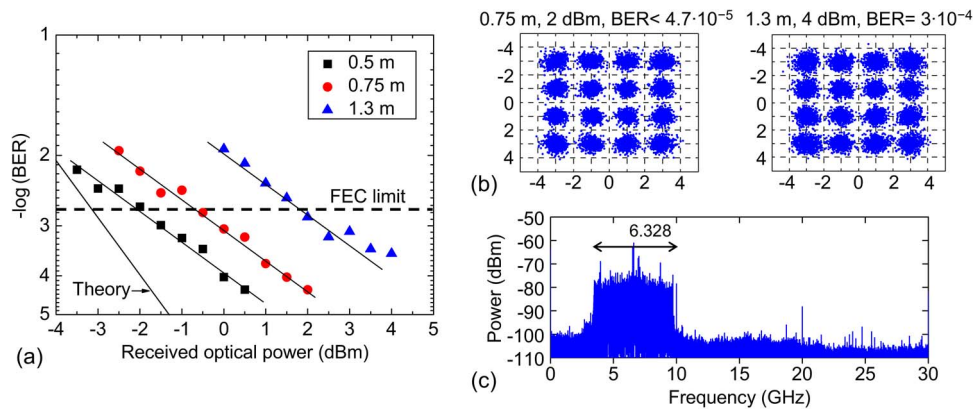 1
2
3
4
5
-log (BER)
0.5 m
0.75 m
1.3 m
FEC limit
Theory
-4 -3 -2 -1 0 1 2 3 4 5
Received optical power (dBm)
(a)
0.75 m, 2 dBm, BER< 4.7·10⁻⁵
-4
-2
0
2
4
-4 -2 0 2 4
1.3 m, 4 dBm, BER= 3·10⁻⁴
-4
-2
0
2
4
-4 -2 0 2 4
(b)
-50
-60
-70
-80
-90
-100
-110
Power (dBm)
6.328
0 5 10 15 20 25 30
Frequency (GHz)
(c)